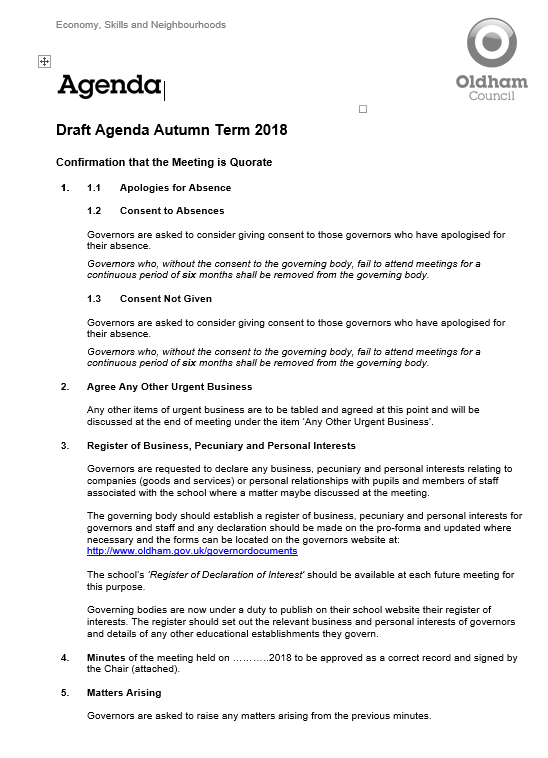 Economy, Skills and Neighbourhoods
Oldham
Council
Agenda
Draft Agenda Autumn Term 2018
Confirmation that the Meeting is Quorate
1. 1.1 Apologies for Absence
1.2 Consent to Absences
Governors are asked to consider giving consent to those governors who have apologised for
their absence.
Governors who, without the consent to the governing body, fail to attend meetings for a
continuous period of six months shall be removed from the governing body.
1.3 Consent Not Given
Governors are asked to consider giving consent to those governors who have apologised for
their absence.
Governors who, without the consent to the governing body, fail to attend meetings for a
continuous period of six months shall be removed from the governing body.
2. Agree Any Other Urgent Business
Any other items of urgent business are to be tabled and agreed at this point and will be
discussed at the end of meeting under the item 'Any Other Urgent Business'.
3. Register of Business, Pecuniary and Personal Interests
Governors are requested to declare any business, pecuniary and personal interests relating to
companies (goods and services) or personal relationships with pupils and members of staff
associated with the school where a matter maybe discussed at the meeting.
The governing body should establish a register of business, pecuniary and personal interests for
governors and staff and any declaration should be made on the pro-forma and updated where
necessary and the forms can be located on the governors website at:
http://www.oldham.gov.uk/governordocuments
The school's 'Register of Declaration of Interest' should be available at each future meeting for
this purpose.
Governing bodies are now under a duty to publish on their school website their register of
interests. The register should set out the relevant business and personal interests of governors
and details of any other educational establishments they govern.
4. Minutes of the meeting held on ………..2018 to be approved as a correct record and signed by
the Chair (attached).
5. Matters Arising
Governors are asked to raise any matters arising from the previous minutes.